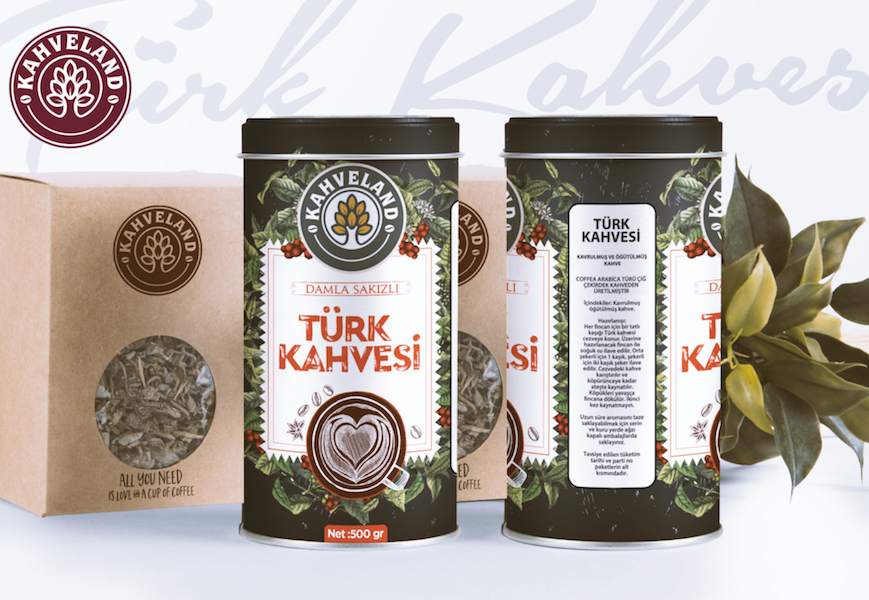 Türk Kahves
KAHVELAND
KAHVELAND
ALL YOU NEED
IS LOVE AND A CUP OF COFFEE
KAHVELAND
DAMLA SAKIZLI
TÜRK
KAHVESİ
Net :500 gr
COFFEE
TÜRK
KAHVESİ
KAVRULMUŞ VE ÖĞÜTÜLMÜŞ
KAHVE
COFFEA ARABICA TÜRÜ ÇİĞ
ÇEKİRDEK KAHVEDEN
ÜRETİLMİŞTİR
İçindekiler: Kavrulmuş
öğütülmüş kahve.
Hazırlanışı:
Her fincan için bir tatlı
kaşığı Türk kahvesi
cezveye konur. Üzerine
hazırlanacak fincan ile
soğuk su ilave edilir. Orta
şekerli için 1 kaşık, şekerli
için iki kaşık şeker ilave
edilir. Cezvedeki kahve
karıştırılır ve
köpürünceye kadar
ateşte kaynatılır.
Köpükleri yavaşça
fincana dökülür. İkinci
kez kaynatmayın.
Uzun süre aromasını taze
saklayabilmak için serin
ve kuru yerde ağzı
kapalı ambalajlarda
saklayınız.
Tavsiye edilen tüketim
tarihi ve parti no
paketlerin alt
kısmındadır.